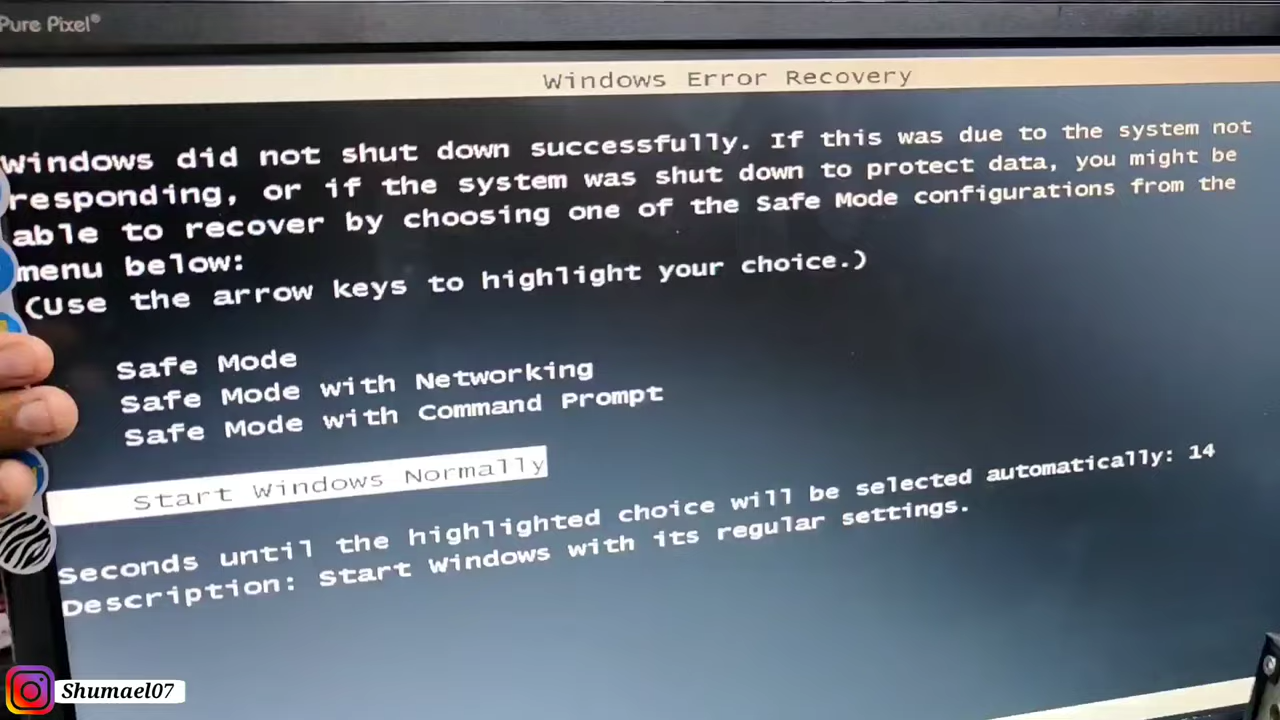 Pure Pixel®
Windows Error Recovery
Windows did not shut down successfully. If this was due to the system not
responding, or if the system was shut down to protect data, you might be
able to recover by choosing one of the Safe Mode configurations from the
menu below:
(Use the arrow keys to highlight your choice.)
Safe Mode
Safe Mode with Networking
Safe Mode with Command Prompt
Start Windows Normally
Seconds until the highlighted choice will be selected automatically: 14
Description: Start Windows with its regular settings.
Shumael07